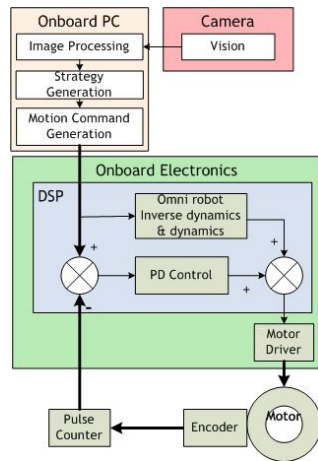 Onboard PC
Camera
Image Processing
Vision
Strategy
Generation
Motion Command
Generation
Onboard Electronics
DSP
Omni robot
Inverse dynamics
& dynamics
+
+
PD Control
+
-
Motor
Driver
Motor
Encoder
Pulse
Counter